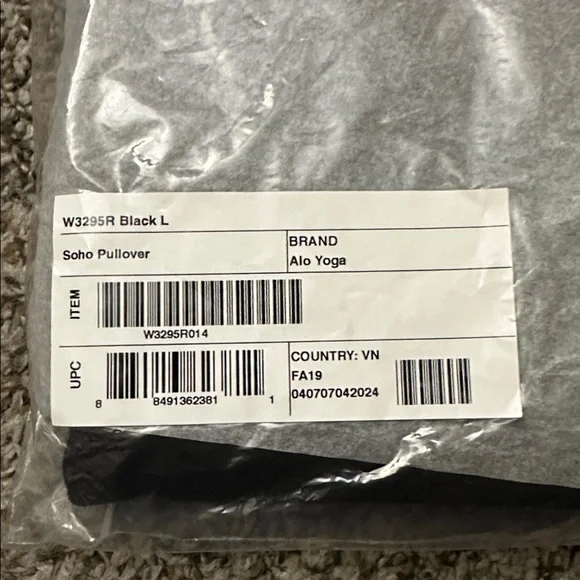 W3295R Black L
Soho Pullover
BRAND
Alo Yoga
ITEM
W3295R014
UPC
8 8491362381 1
COUNTRY: VN
FA19
040707042024